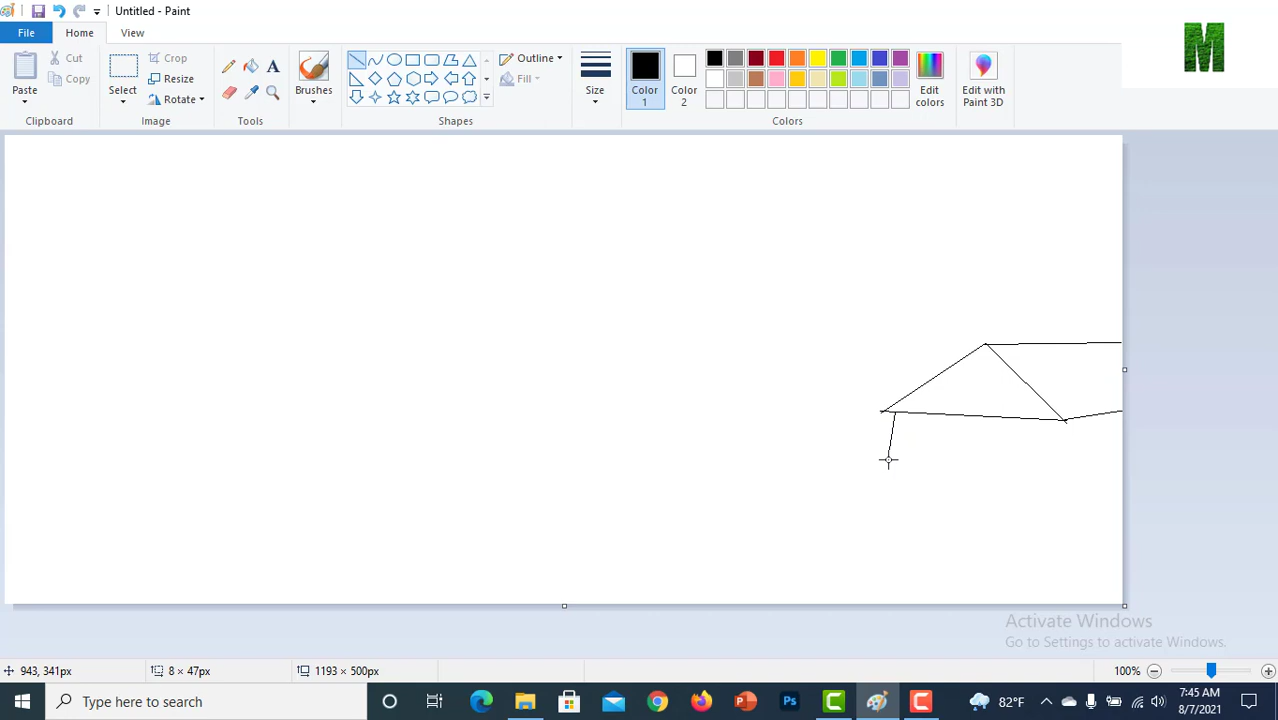 Untitled - Paint
File
Home
View
Paste
Cut
Copy
Clipboard
Select
Crop
Resize
Rotate
Image
A
Tools
Brushes
Outline
Fill
Shapes
Size
Color
1
Color
2
Edit
colors
Colors
Edit with
Paint 3D
M
Activate Windows
Go to Settings to activate Windows.
943, 341px
8 × 47px
1193 × 500px
100%
Type here to search
Ps
82°F
7:45 AM
8/7/2021